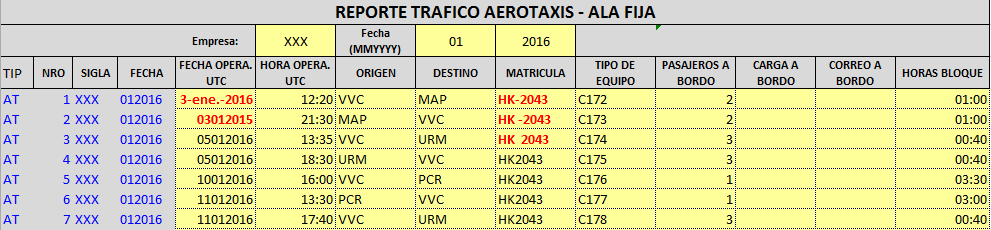 REPORTE TRAFICO AEROTAXIS - ALA FIJA
Empresa: XXX Fecha (MMYYYY) 01 2016
TIP NRO SIGLA FECHA FECHA OPERA. UTC HORA OPERA. UTC ORIGEN DESTINO MATRICULA TIPO DE EQUIPO PASAJEROS A BORDO CARGA A BORDO CORREO A BORDO HORAS BLOQUE
AT 1 XXX 012016 3-ene.-2016 12:20 VVC MAP HK-2043 C172 2 01:00
AT 2 XXX 012016 03012015 21:30 MAP VVC HK -2043 C173 2 01:00
AT 3 XXX 012016 05012016 13:35 VVC URM HK 2043 C174 3 00:40
AT 4 XXX 012016 05012016 18:30 URM VVC HK2043 C175 3 00:40
AT 5 XXX 012016 10012016 16:00 VVC PCR HK2043 C176 1 03:30
AT 6 XXX 012016 11012016 13:30 PCR VVC HK2043 C177 1 03:00
AT 7 XXX 012016 11012016 17:40 VVC URM HK2043 C178 3 00:40